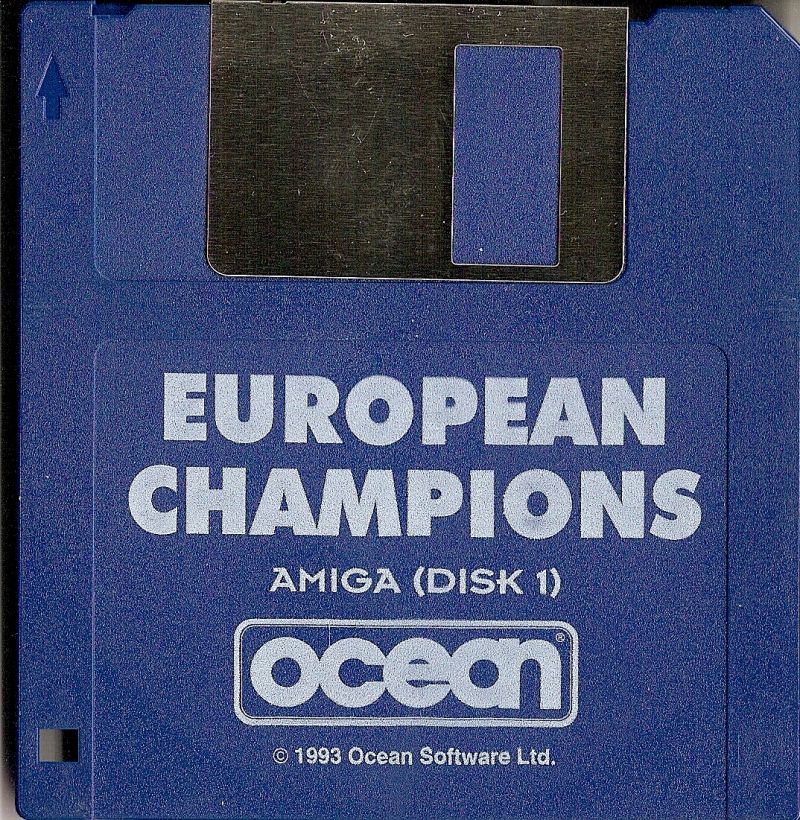 EUROPEAN
CHAMPIONS
AMIGA (DISK 1)
ocean®
© 1993 Ocean Software Ltd.